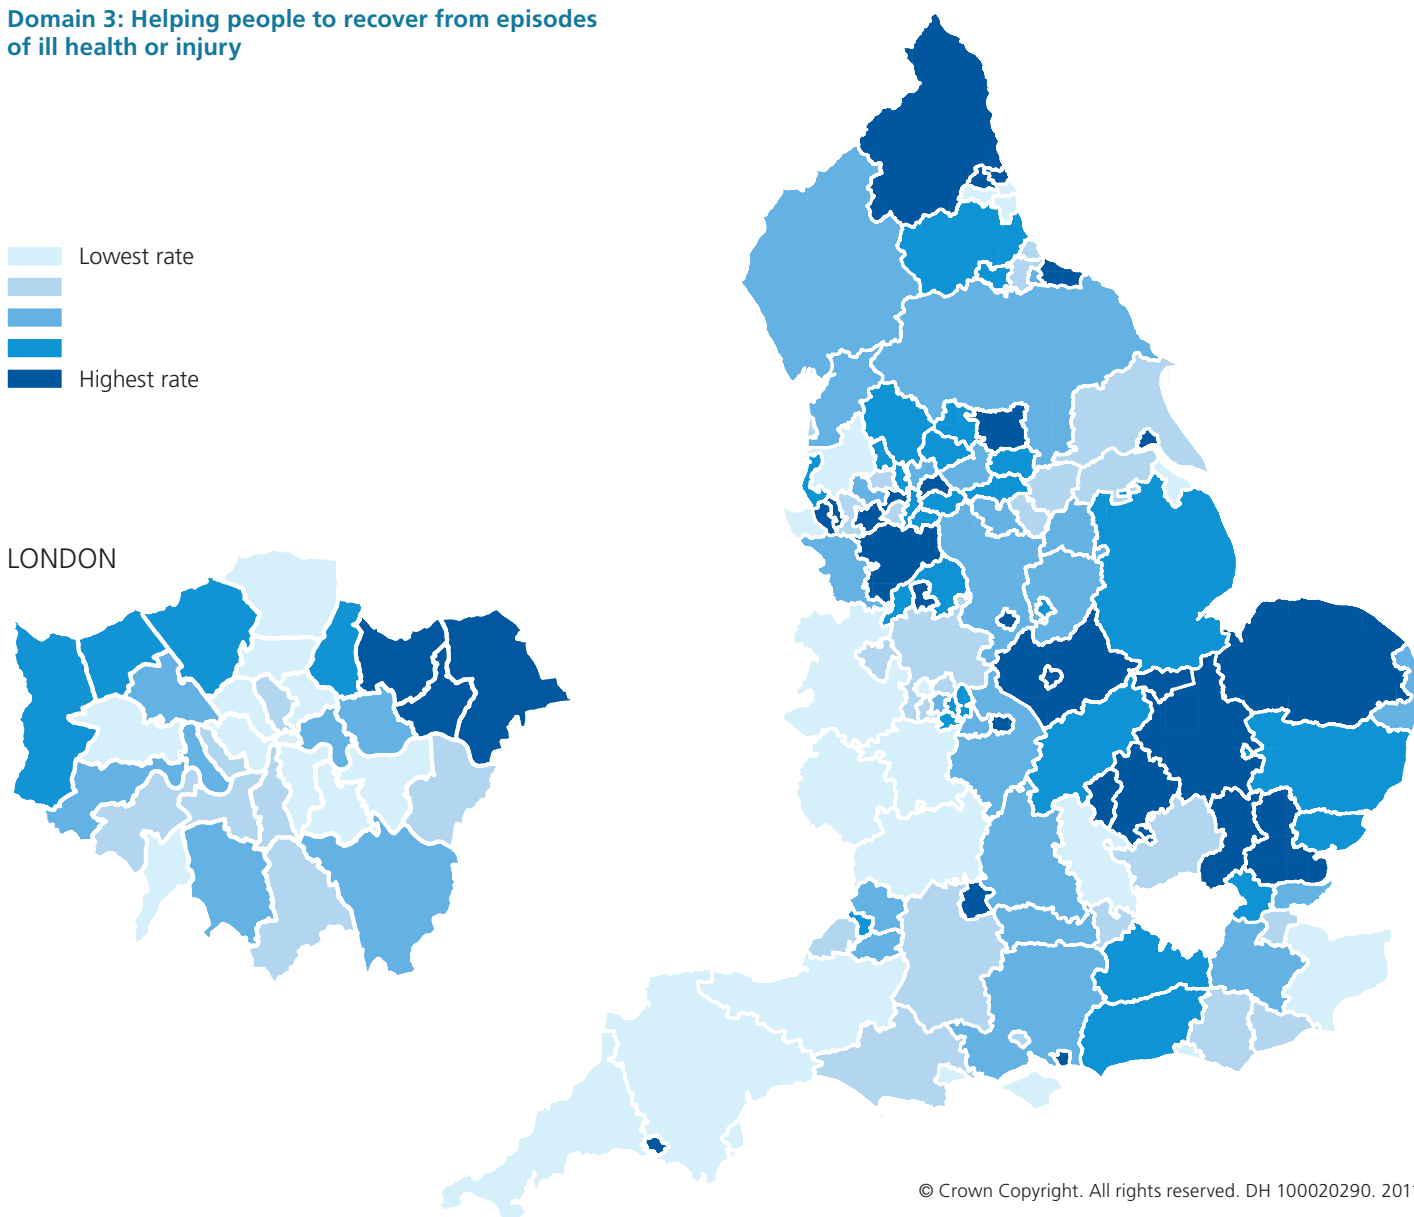 Domain 3: Helping people to recover from episodes
of ill health or injury
Lowest rate
Highest rate
LONDON
© Crown Copyright. All rights reserved. DH 100020290. 2011